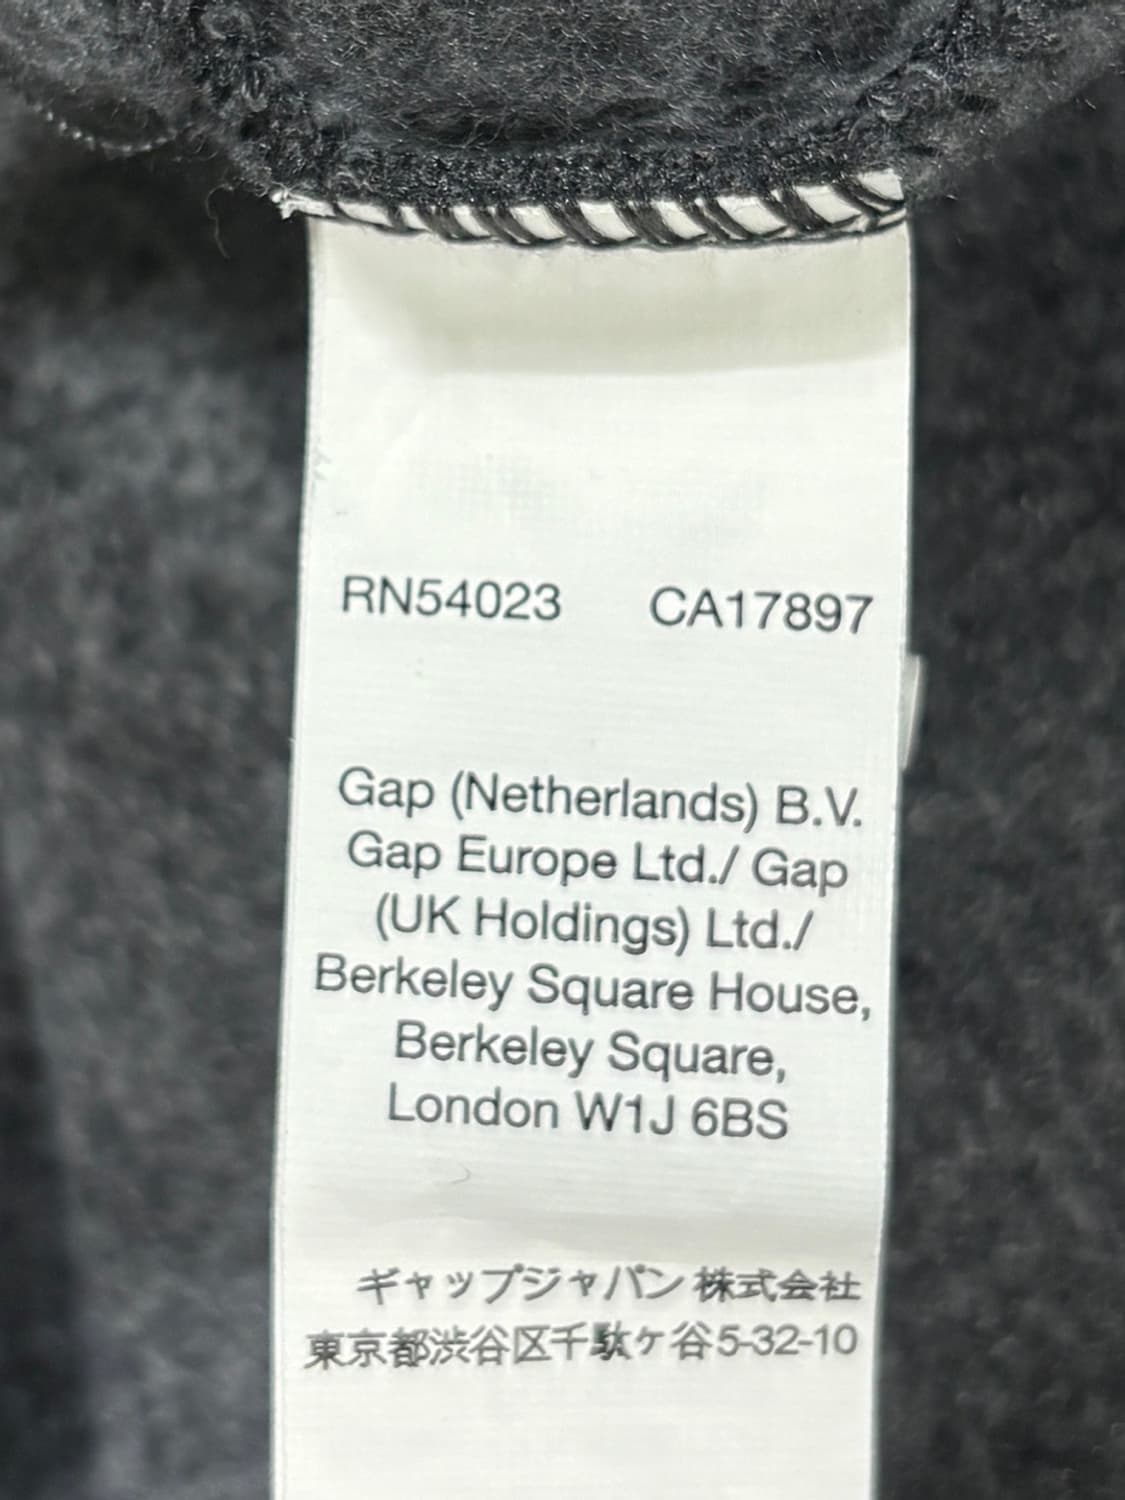 RN54023 CA17897
Gap (Netherlands) B.V.
Gap Europe Ltd./ Gap
(UK Holdings) Ltd./
Berkeley Square House,
Berkeley Square,
London W1J 6BS
ギャップジャパン 株式会社
東京都渋谷区千駄ケ谷5-32-10